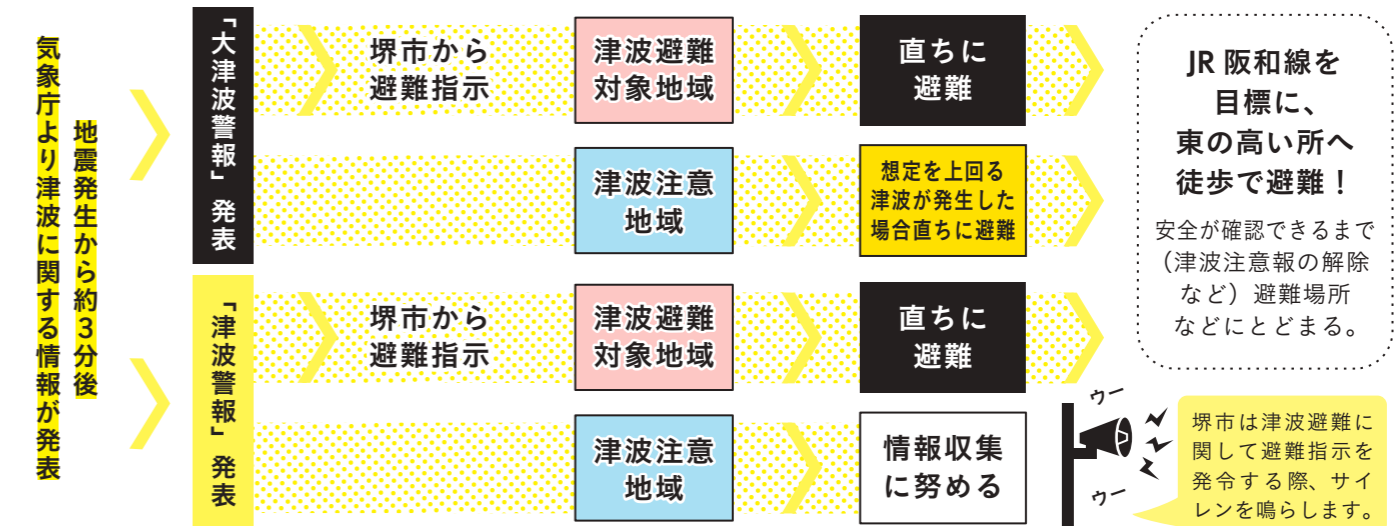 地震発生から約3分後
気象庁より津波に関する情報が発表
「大津波警報」発表
堺市から
避難指示
津波避難
対象地域
直ちに
避難
津波注意
地域
想定を上回る
津波が発生した
場合直ちに避難
「津波警報」発表
堺市から
避難指示
津波避難
対象地域
直ちに
避難
津波注意
地域
情報収集
に努める
JR 阪和線を
目標に、
東の高い所へ
徒歩で避難！
安全が確認できるまで
（津波注意報の解除
など）避難場所
などにとどまる。
ウー
ウー
堺市は津波避難に
関して避難指示を
発令する際、サイ
レンを鳴らします。